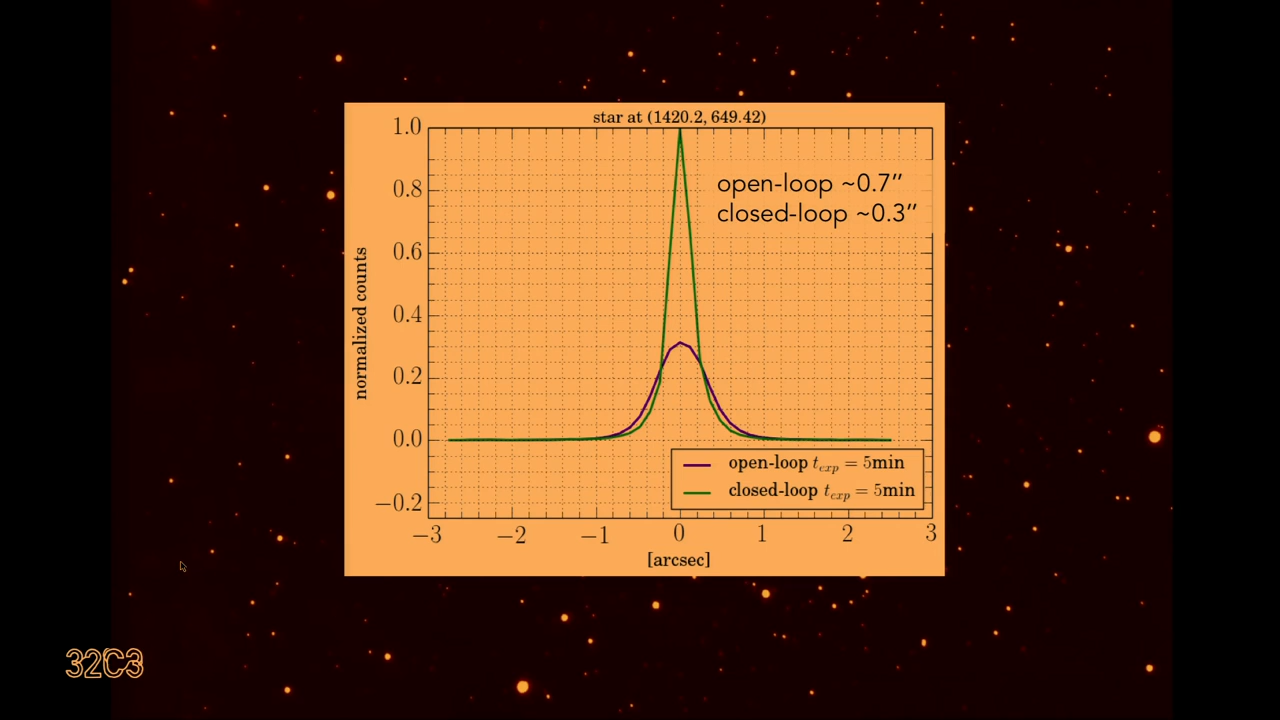 star at (1420.2, 649.42)
1.0
0.8
0.6
0.4
0.2
0.0
−0.2
normalized counts
open-loop ~0.7″
closed-loop ~0.3″
open-loop t_exp = 5min
closed-loop t_exp = 5min
−3 −2 −1 0 1 2 3
[arcsec]
32C3